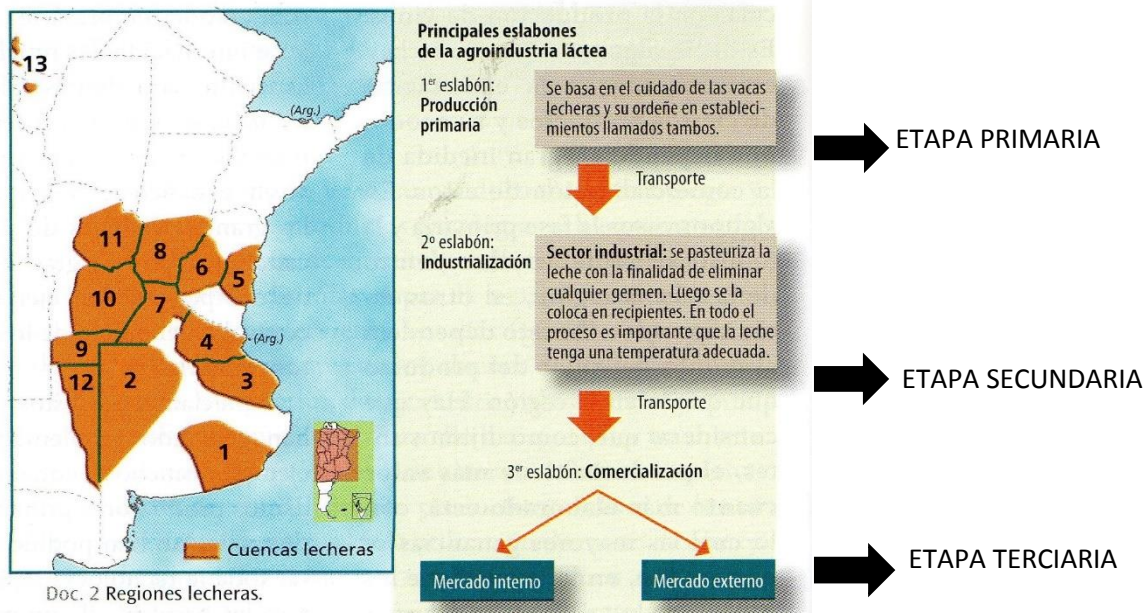 13
(Arg.)
11
8
6
5
10
7
9
4
(Arg.)
12
2
3
1
Cuencas lecheras
Doc. 2 Regiones lecheras.
Principales eslabones
de la agroindustria láctea
1er eslabón:
Producción
primaria
Se basa en el cuidado de las vacas
lecheras y su ordeñe en estableci-
mientos llamados tambos.
Transporte
2º eslabón:
Industrialización
Sector industrial: se pasteuriza la
leche con la finalidad de eliminar
cualquier germen. Luego se la
coloca en recipientes. En todo el
proceso es importante que la leche
tenga una temperatura adecuada.
Transporte
3er eslabón: Comercialización
Mercado interno
Mercado externo
ETAPA PRIMARIA
ETAPA SECUNDARIA
ETAPA TERCIARIA